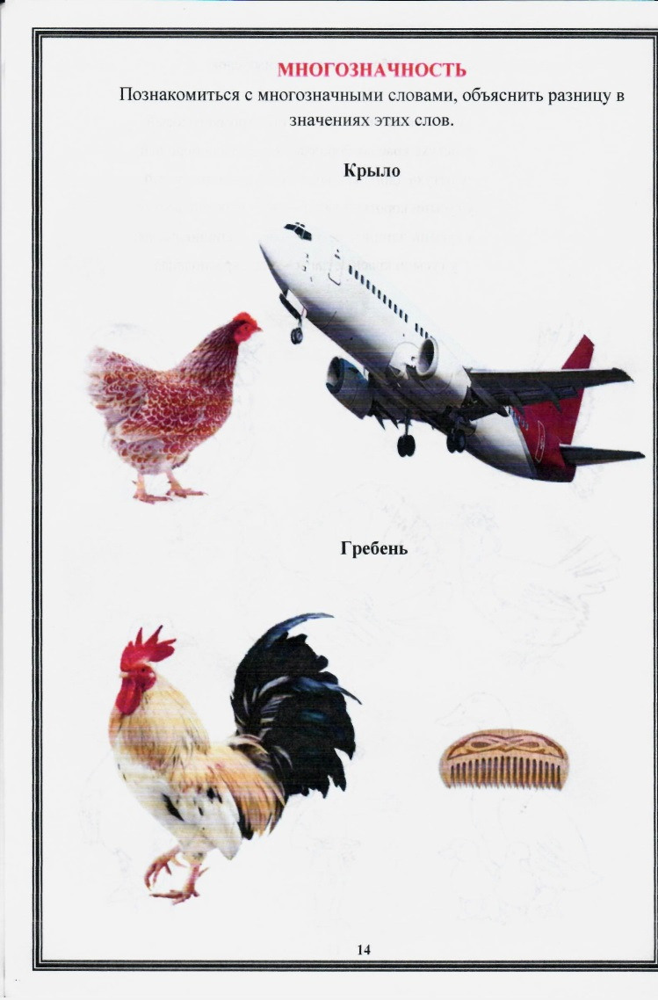 МНОГОЗНАЧНОСТЬ
Познакомиться с многозначными словами, объяснить разницу в
значениях этих слов.
Крыло
Гребень
14